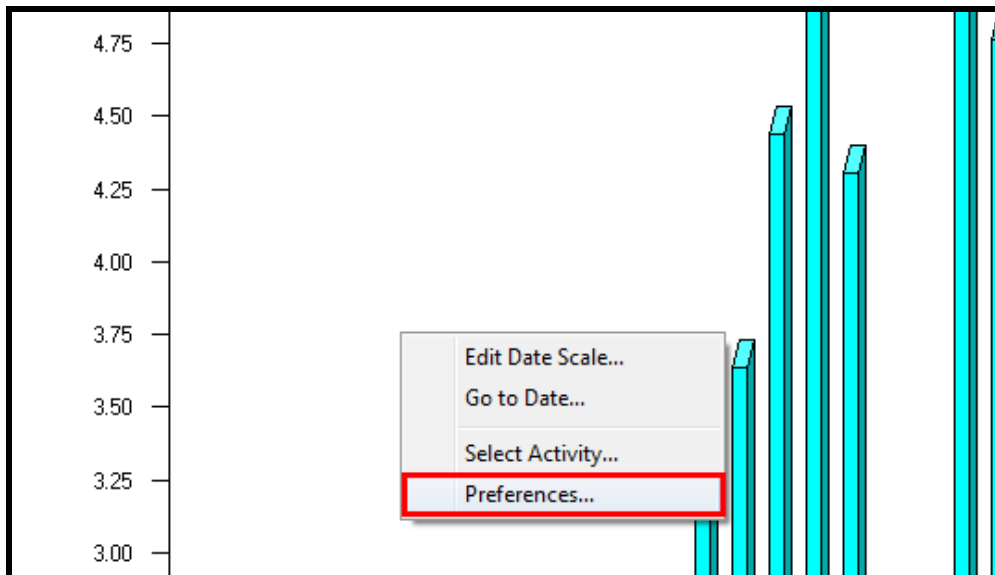 4.75
4.50
4.25
4.00
3.75
3.50
3.25
3.00
Edit Date Scale...
Go to Date...
Select Activity...
Preferences...